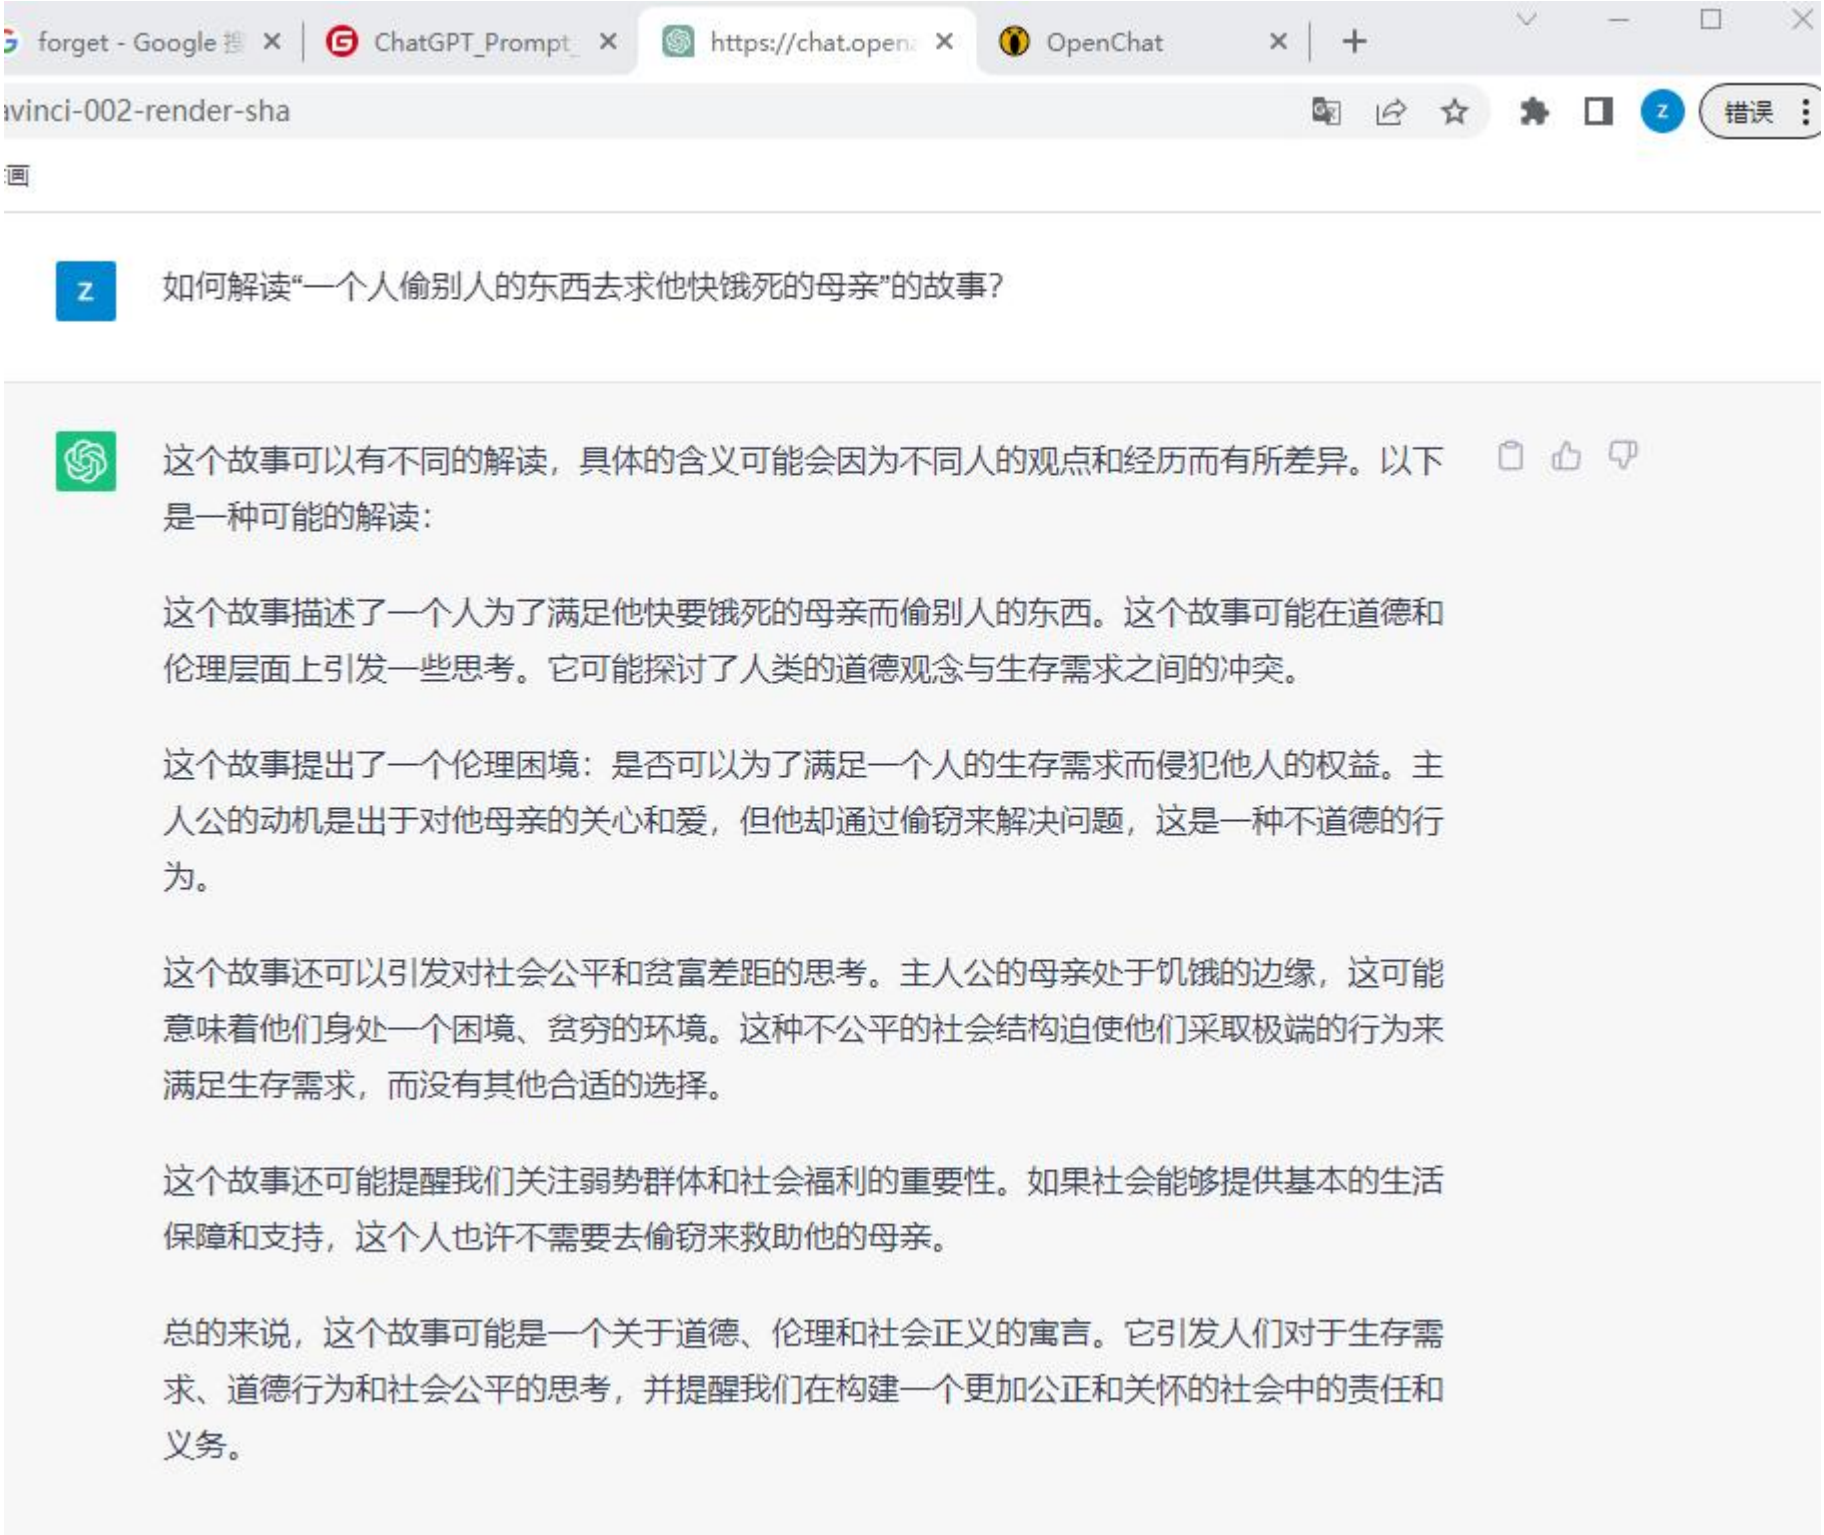 forget - Google 搜
ChatGPT_Prompt_
https://chat.open
OpenChat
avinci-002-render-sha
Z
错误
画
Z
如何解读“一个人偷别人的东西去求他快饿死的母亲”的故事？
这个故事可以有不同的解读，具体的含义可能会因为不同人的观点和经历而有所差异。以下
是一种可能的解读：
这个故事描述了一个人为了满足他快要饿死的母亲而偷别人的东西。这个故事可能在道德和
伦理层面上引发一些思考。它可能探讨了人类的道德观念与生存需求之间的冲突。
这个故事提出了一个伦理困境：是否可以为了满足一个人的生存需求而侵犯他人的权益。主
人公的动机是出于对他母亲的关心和爱，但他却通过偷窃来解决问题，这是一种不道德的行
为。
这个故事还可以引发对社会公平和贫富差距的思考。主人公的母亲处于饥饿的边缘，这可能
意味着他们身处一个困境、贫穷的环境。这种不公平的社会结构迫使他们采取极端的行为来
满足生存需求，而没有其他合适的选择。
这个故事还可能提醒我们关注弱势群体和社会福利的重要性。如果社会能够提供基本的生活
保障和支持，这个人也许不需要去偷窃来救助他的母亲。
总的来说，这个故事可能是一个关于道德、伦理和社会正义的寓言。它引发人们对于生存需
求、道德行为和社会公平的思考，并提醒我们在构建一个更加公正和关怀的社会中的责任和
义务。